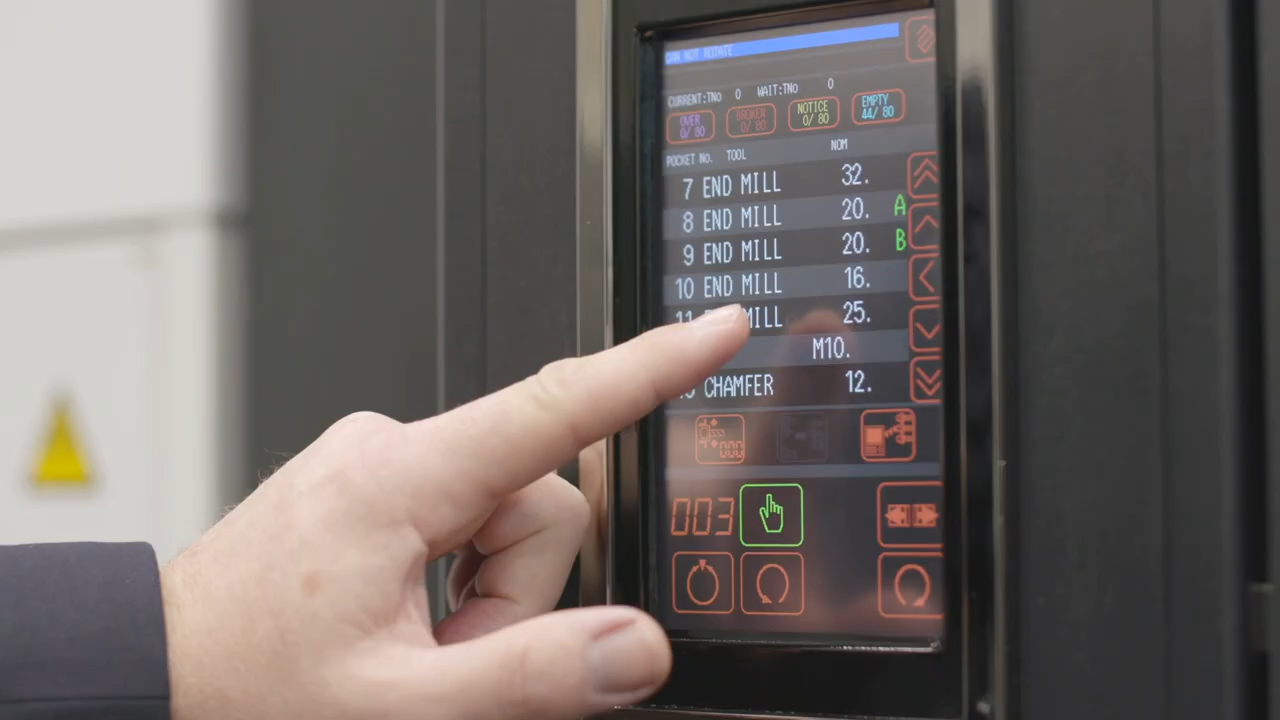 CAN NOT ROTATE
CURRENT:TNo 0 WAIT:TNo 0
OVER 0/ 80
BROKEN 0/ 80
NOTICE 0/ 80
EMPTY 44/ 80
POCKET No. TOOL NOM
7 END MILL 32.
8 END MILL 20. A
9 END MILL 20. B
10 END MILL 16.
11 MILL 25.
M10.
CHAMFER 12.
000
003